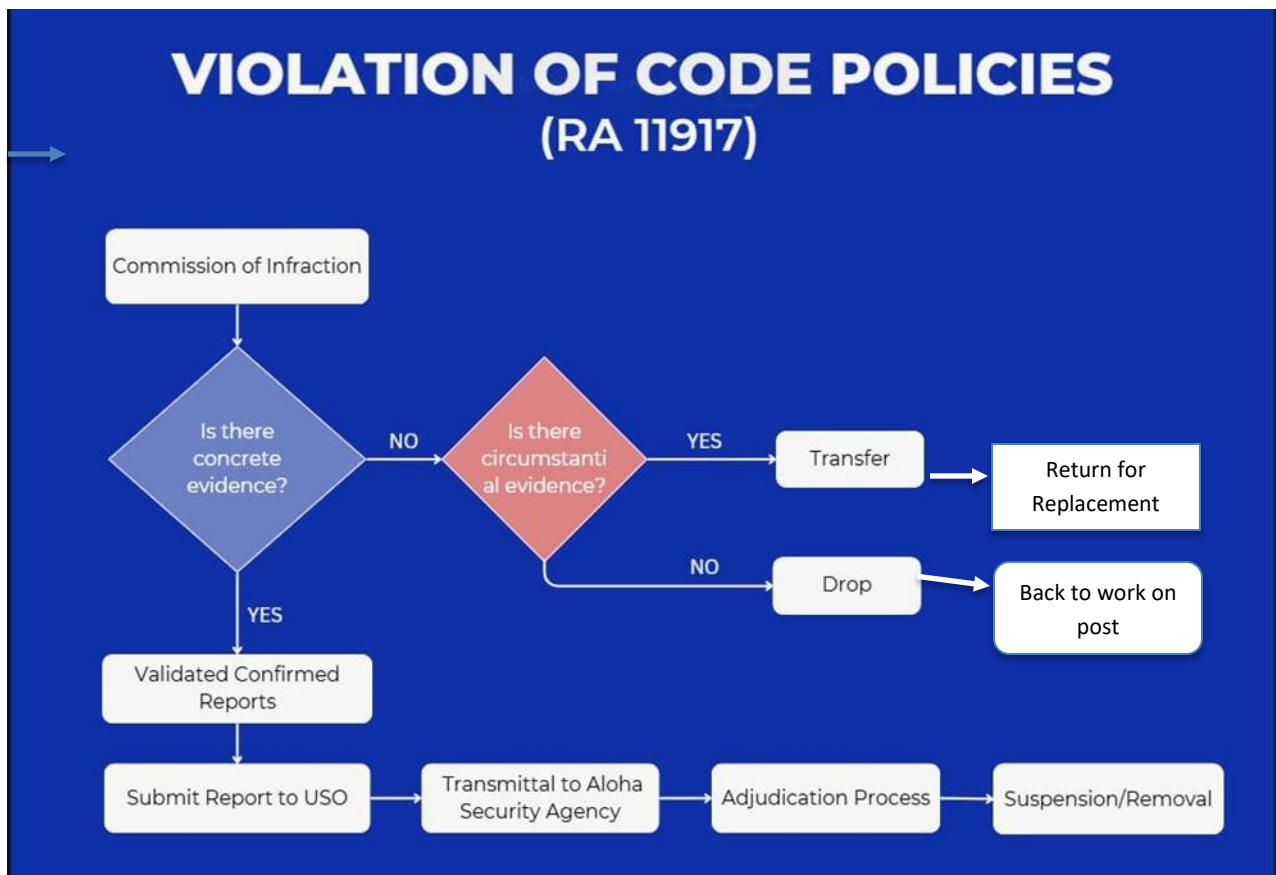 VIOLATION OF CODE POLICIES
(RA 11917)
Commission of Infraction
Is there
concrete
evidence?
NO
Is there
circumstanti
al evidence?
YES
Transfer
Return for
Replacement
NO
Drop
Back to work on
post
YES
Validated Confirmed
Reports
Submit Report to USO
Transmittal to Aloha
Security Agency
Adjudication Process
Suspension/Removal